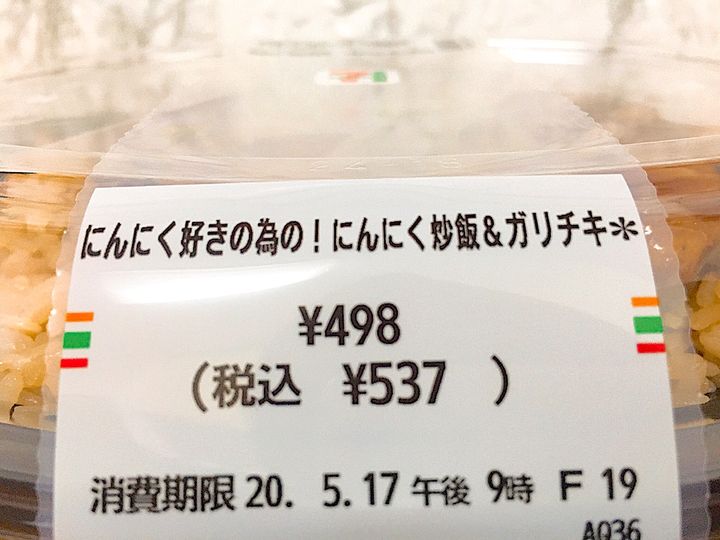 にんにく好きの為の！にんにく炒飯＆ガリチキ＊
¥498
（税込 ¥537 ）
消費期限 20. 5.17 午後 9時 F 19
AQ36